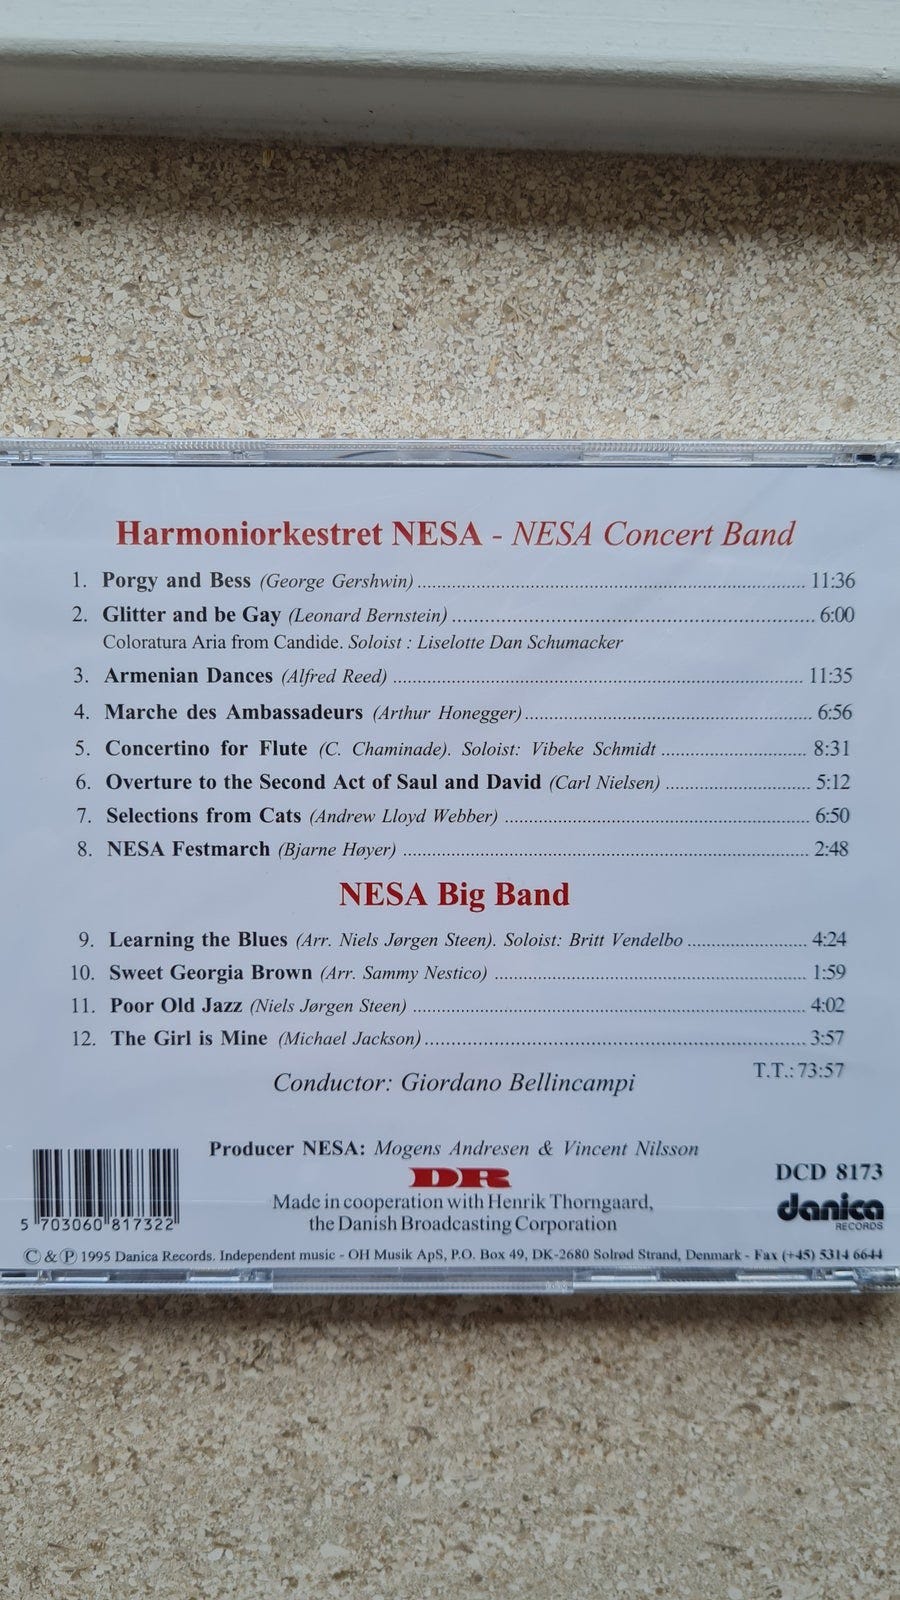 Harmoniorkestret NESA - NESA Concert Band
1. Porgy and Bess (George Gershwin) 11:36
2. Glitter and be Gay (Leonard Bernstein) 6:00
Coloratura Aria from Candide. Soloist : Liselotte Dan Schumacker
3. Armenian Dances (Alfred Reed) 11:35
4. Marche des Ambassadeurs (Arthur Honegger) 6:56
5. Concertino for Flute (C. Chaminade). Soloist: Vibeke Schmidt 8:31
6. Overture to the Second Act of Saul and David (Carl Nielsen) 5:12
7. Selections from Cats (Andrew Lloyd Webber) 6:50
8. NESA Festmarch (Bjarne Høyer) 2:48
NESA Big Band
9. Learning the Blues (Arr. Niels Jørgen Steen). Soloist: Britt Vendelbo 4:24
10. Sweet Georgia Brown (Arr. Sammy Nestico) 1:59
11. Poor Old Jazz (Niels Jørgen Steen) 4:02
12. The Girl is Mine (Michael Jackson) 3:57
T.T.: 73:57
Conductor: Giordano Bellincampi
Producer NESA: Mogens Andresen & Vincent Nilsson
DR
Made in cooperation with Henrik Thorngaard,
the Danish Broadcasting Corporation
DCD 8173
danica
RECORDS
5 703060 817322
© & ℗ 1995 Danica Records. Independent music - OH Musik ApS, P.O. Box 49, DK-2680 Solrød Strand, Denmark - Fax (+45) 5314 6644